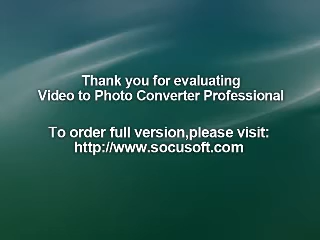 Thank you for evaluating
Video to Photo Converter Professional
To order full version,please visit:
http://www.socusoft.com